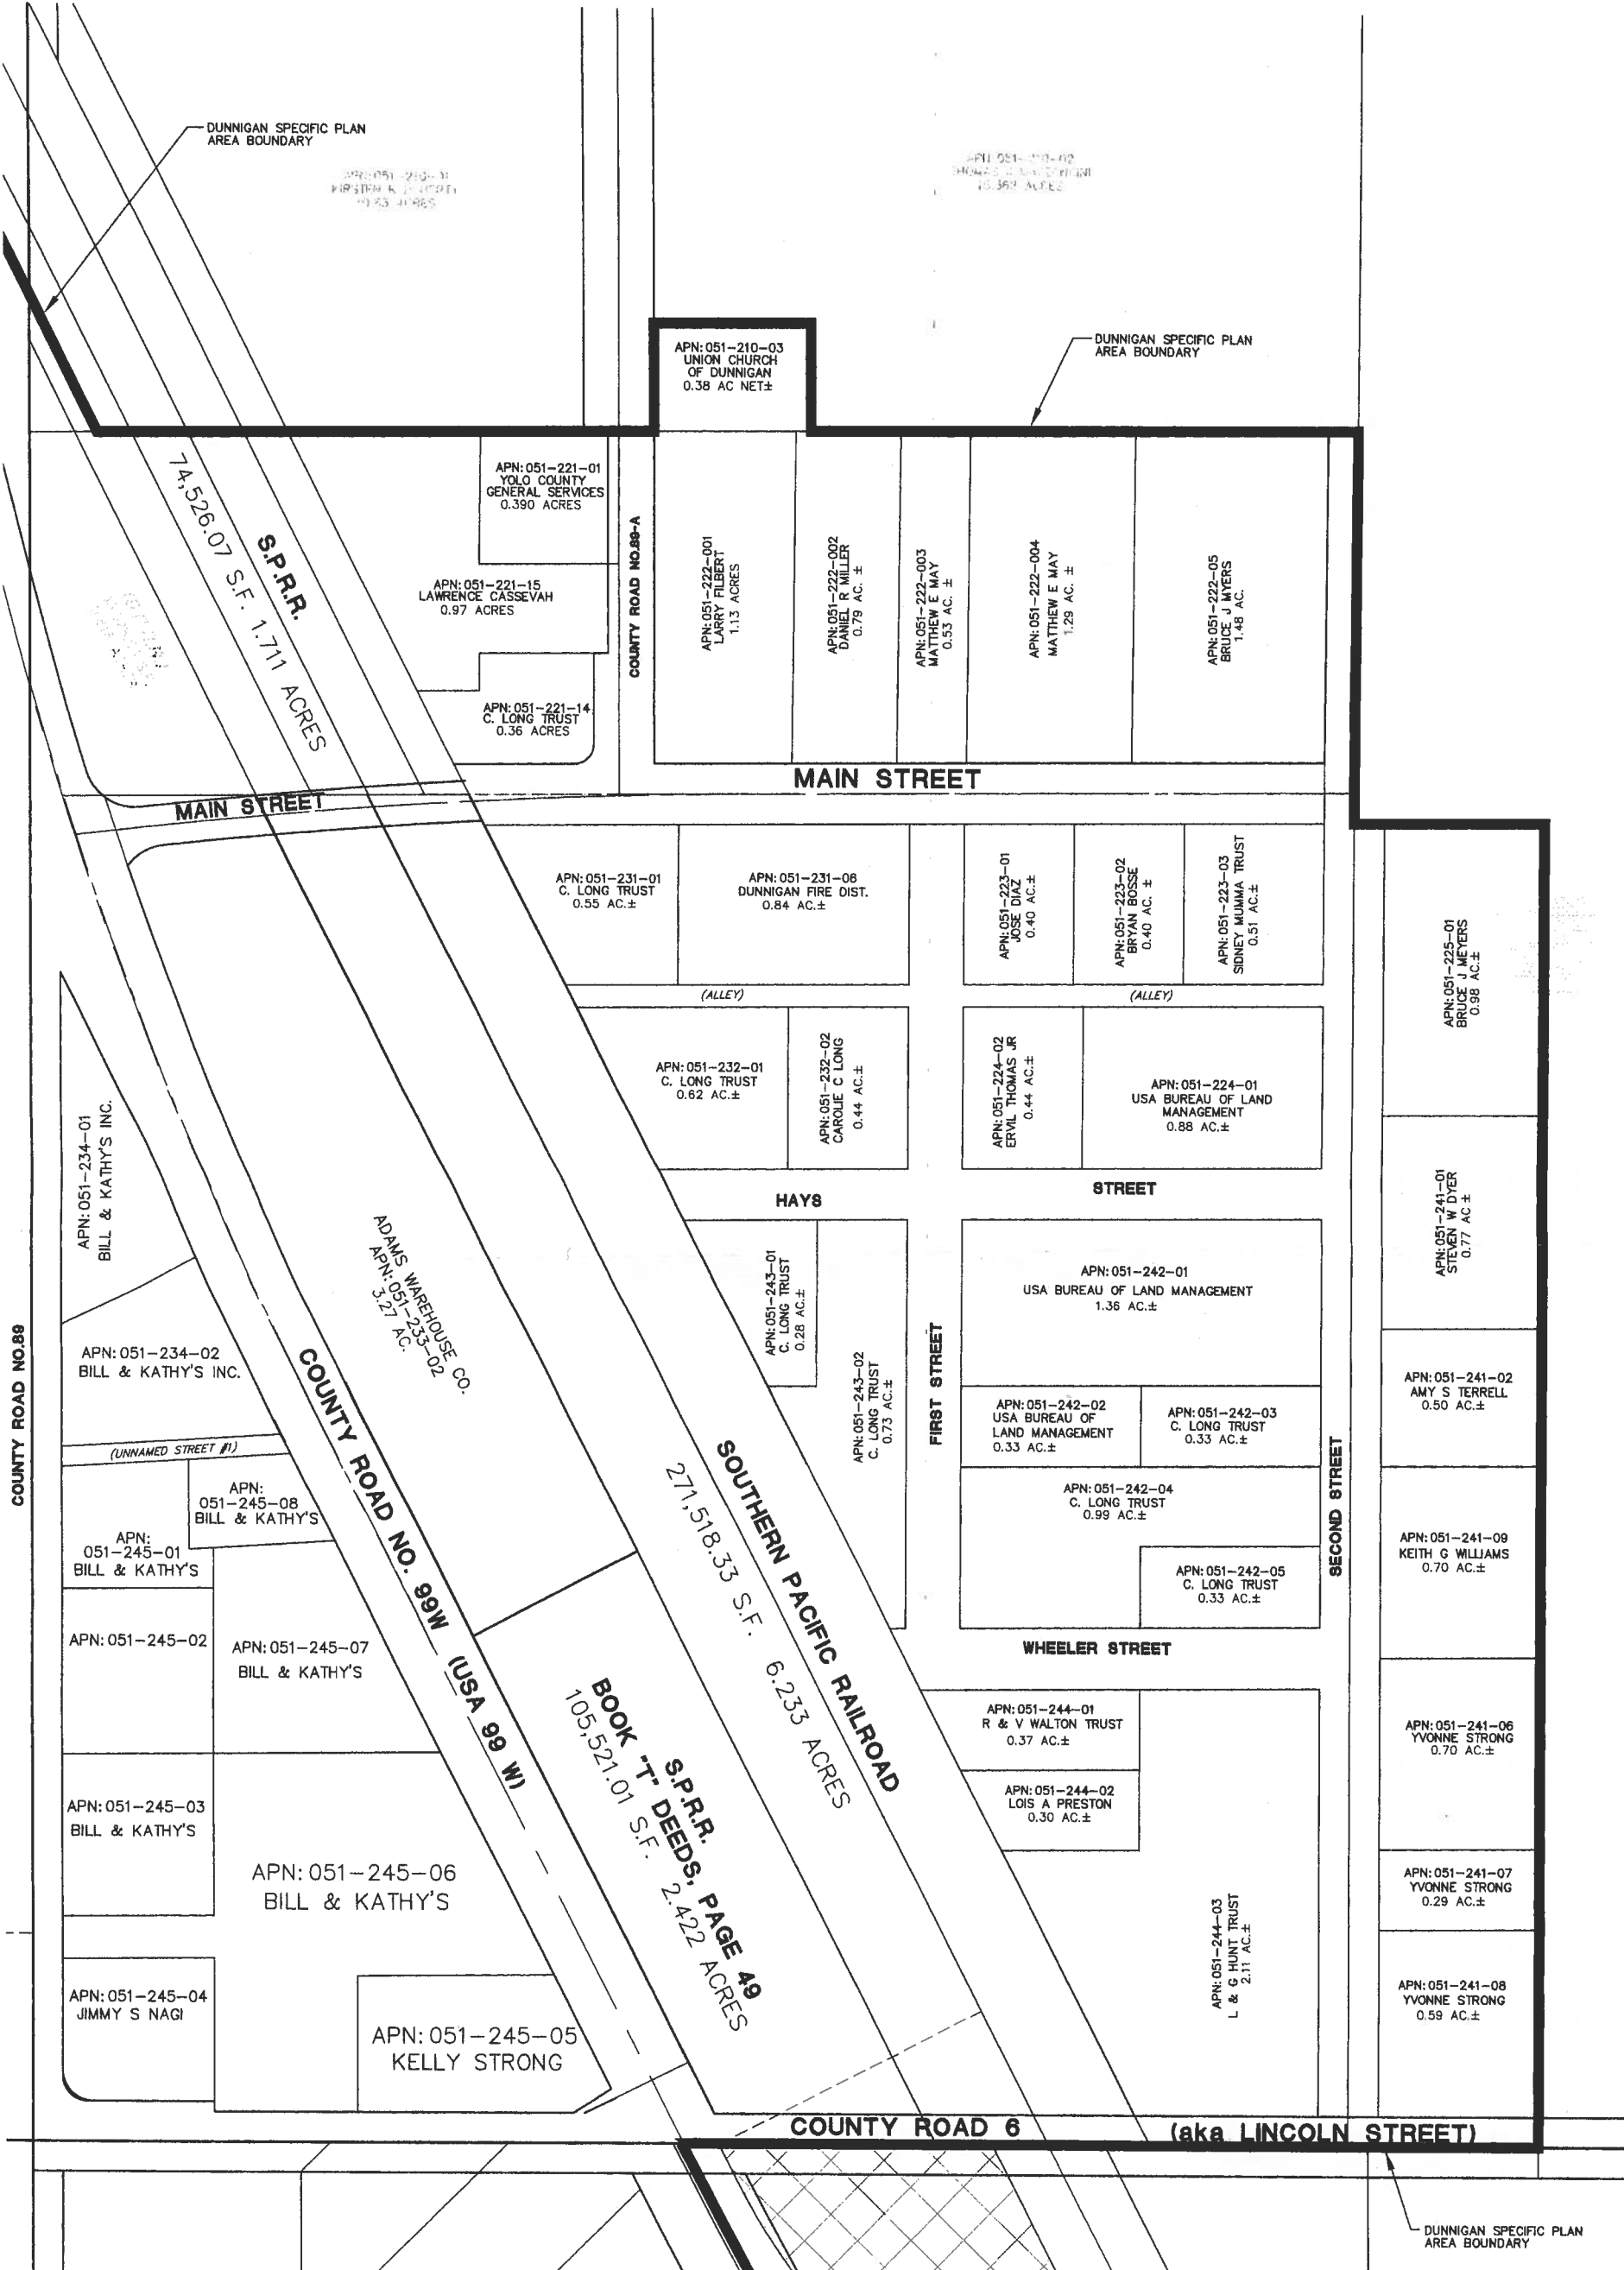 DUNNIGAN SPECIFIC PLAN
AREA BOUNDARY
APN: 051-210-03
UNION CHURCH
OF DUNNIGAN
0.38 AC NET±
DUNNIGAN SPECIFIC PLAN
AREA BOUNDARY
APN: 051-221-01
YOLO COUNTY
GENERAL SERVICES
0.390 ACRES
S.P.R.R.
74,526.07 S.F. 1.711 ACRES
APN: 051-221-15
LAWRENCE CASSEVAH
0.97 ACRES
APN: 051-221-14
C. LONG TRUST
0.36 ACRES
COUNTY ROAD NO.89-A
APN: 051-222-001
LARRY FILBERT
1.13 ACRES
APN: 051-222-002
DANIEL R MILLER
0.79 AC. ±
APN: 051-222-003
MATTHEW E MAY
0.53 AC. ±
APN: 051-222-004
MATTHEW E MAY
1.29 AC. ±
APN: 051-222-05
BRUCE J MYERS
1.48 AC.
MAIN STREET
MAIN STREET
APN: 051-231-01
C. LONG TRUST
0.55 AC.±
APN: 051-231-06
DUNNIGAN FIRE DIST.
0.84 AC.±
APN: 051-223-01
JOSE DIAZ
0.40 AC.±
APN: 051-223-02
BRYAN BOSSE
0.40 AC. ±
APN: 051-223-03
SIDNEY MUMMA TRUST
0.51 AC.±
APN: 051-225-01
BRUCE J MEYERS
0.98 AC.±
(ALLEY)
(ALLEY)
APN: 051-232-01
C. LONG TRUST
0.62 AC.±
APN: 051-232-02
CAROLIE C LONG
0.44 AC.±
APN: 051-224-02
ERVIL THOMAS JR
0.44 AC.±
APN: 051-224-01
USA BUREAU OF LAND
MANAGEMENT
0.88 AC.±
APN: 051-234-01
BILL & KATHY'S INC.
HAYS
STREET
APN: 051-241-01
STEVEN W DYER
0.77 AC ±
ADAMS WAREHOUSE CO.
APN: 051-233-02
3.27 AC.
APN: 051-243-01
C. LONG TRUST
0.28 AC.±
APN: 051-242-01
USA BUREAU OF LAND MANAGEMENT
1.36 AC.±
COUNTY ROAD NO.89
APN: 051-234-02
BILL & KATHY'S INC.
APN: 051-243-02
C. LONG TRUST
0.73 AC.±
FIRST STREET
APN: 051-242-02
USA BUREAU OF
LAND MANAGEMENT
0.33 AC.±
APN: 051-242-03
C. LONG TRUST
0.33 AC.±
APN: 051-241-02
AMY S TERRELL
0.50 AC.±
(UNNAMED STREET #1)
APN:
051-245-08
BILL & KATHY'S
APN:
051-245-01
BILL & KATHY'S
COUNTY ROAD NO. 99W (USA 99 W)
SOUTHERN PACIFIC RAILROAD
271,518.33 S.F. 6.233 ACRES
APN: 051-242-04
C. LONG TRUST
0.99 AC.±
SECOND STREET
APN: 051-241-09
KEITH G WILLIAMS
0.70 AC.±
APN: 051-242-05
C. LONG TRUST
0.33 AC.±
APN: 051-245-02
APN: 051-245-07
BILL & KATHY'S
WHEELER STREET
APN: 051-244-01
R & V WALTON TRUST
0.37 AC.±
APN: 051-241-06
YVONNE STRONG
0.70 AC.±
S.P.R.R.
BOOK "T" DEEDS, PAGE 49
105,521.01 S.F. 2.422 ACRES
APN: 051-245-03
BILL & KATHY'S
APN: 051-244-02
LOIS A PRESTON
0.30 AC.±
APN: 051-245-06
BILL & KATHY'S
APN: 051-241-07
YVONNE STRONG
0.29 AC.±
APN: 051-244-03
L & G HUNT TRUST
2.11 AC.±
APN: 051-245-04
JIMMY S NAGI
APN: 051-245-05
KELLY STRONG
APN: 051-241-08
YVONNE STRONG
0.59 AC.±
COUNTY ROAD 6
(aka LINCOLN STREET)
DUNNIGAN SPECIFIC PLAN
AREA BOUNDARY